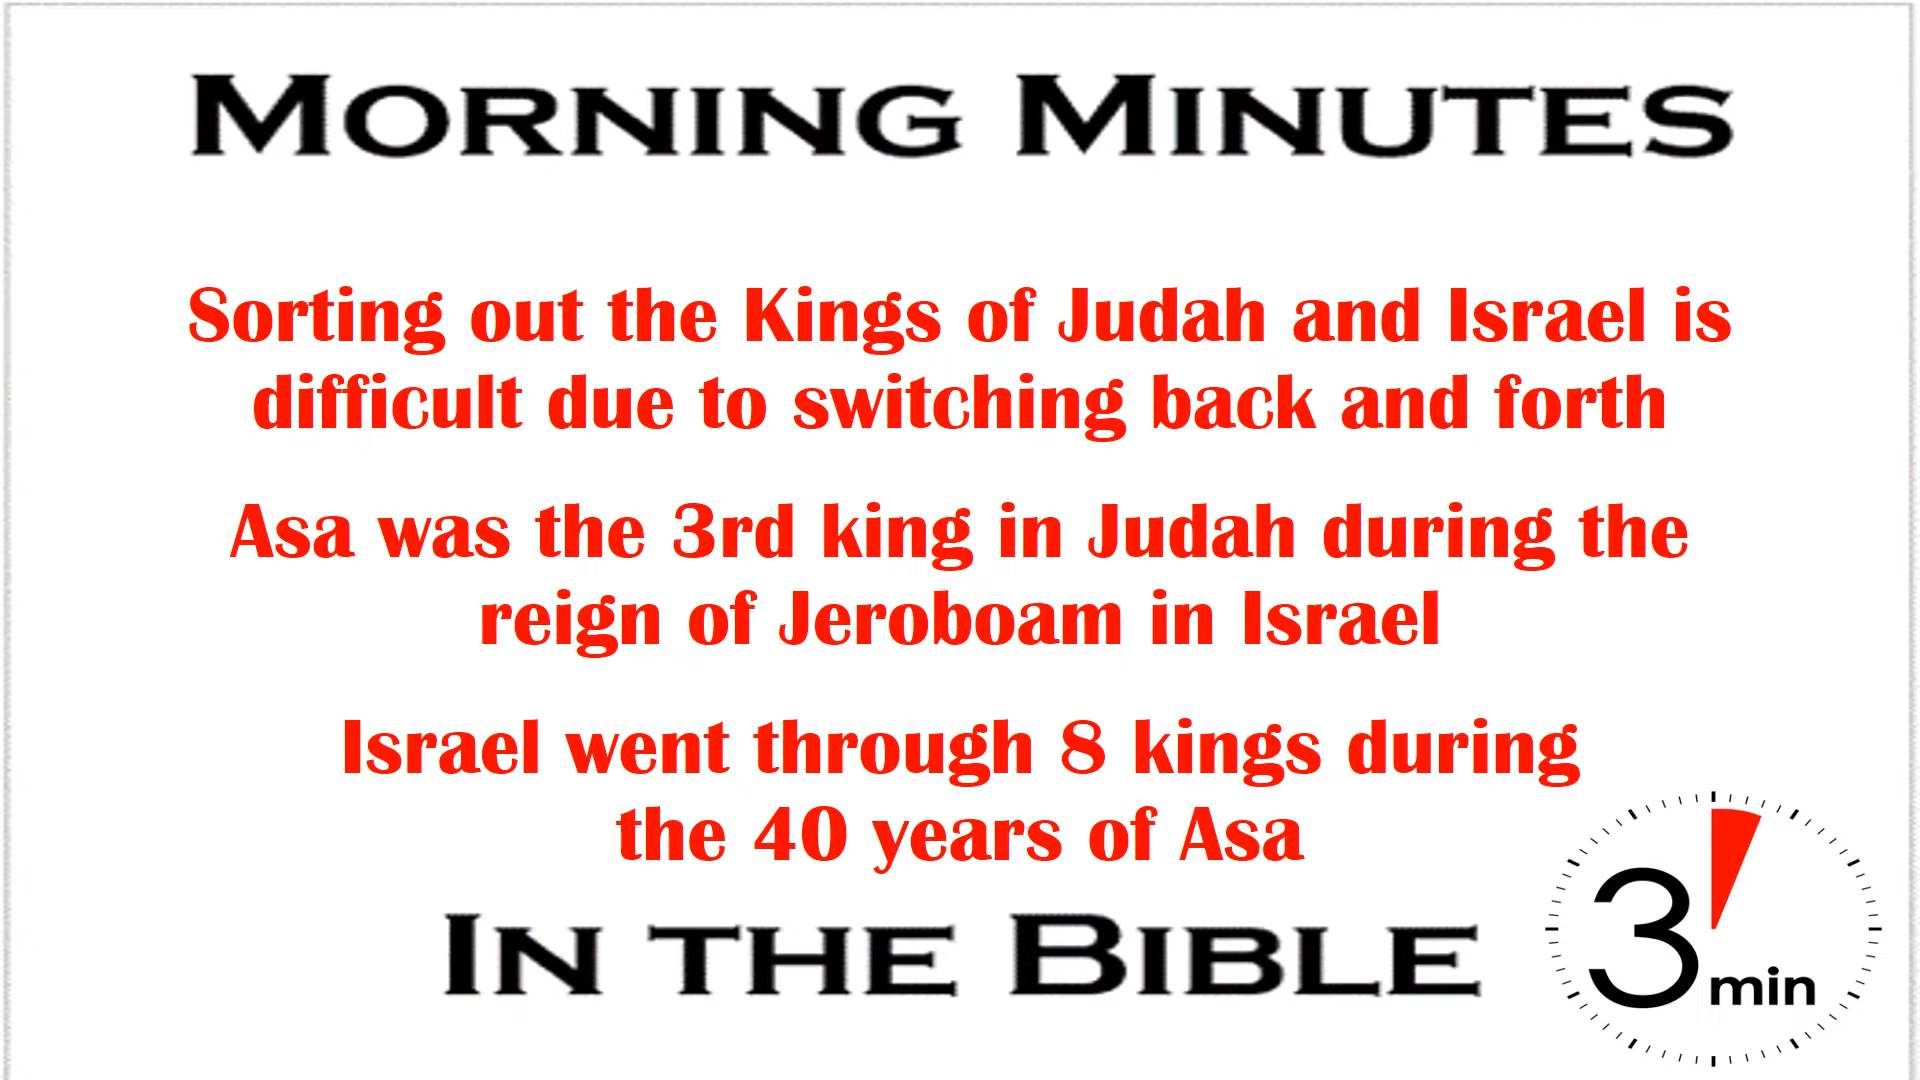 MORNING MINUTES
Sorting out the Kings of Judah and Israel is
difficult due to switching back and forth
Asa was the 3rd king in Judah during the
reign of Jeroboam in Israel
Israel went through 8 kings during
the 40 years of Asa
IN THE BIBLE
3 min